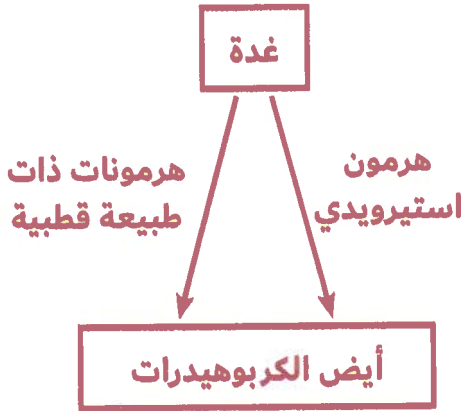 غدة
هرمون
استيرويدي
هرمونات ذات
طبيعة قطبية
أيض الكربوهيدرات